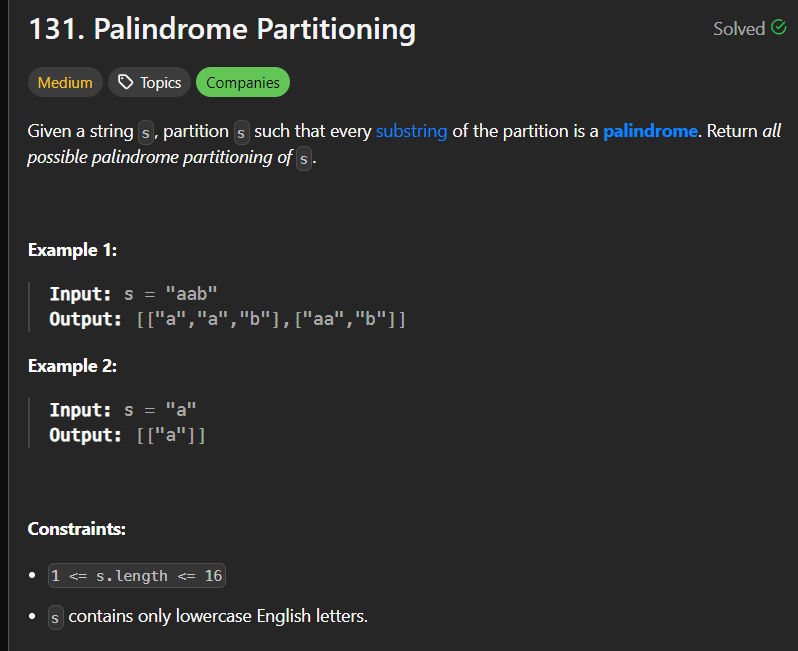 131. Palindrome Partitioning
Solved
Medium Topics Companies
Given a string s, partition s such that every substring of the partition is a palindrome. Return all
possible palindrome partitioning of s.
Example 1:
Input: s = "aab"
Output: [["a","a","b"],["aa","b"]]
Example 2:
Input: s = "a"
Output: [["a"]]
Constraints:
• 1 <= s.length <= 16
• s contains only lowercase English letters.